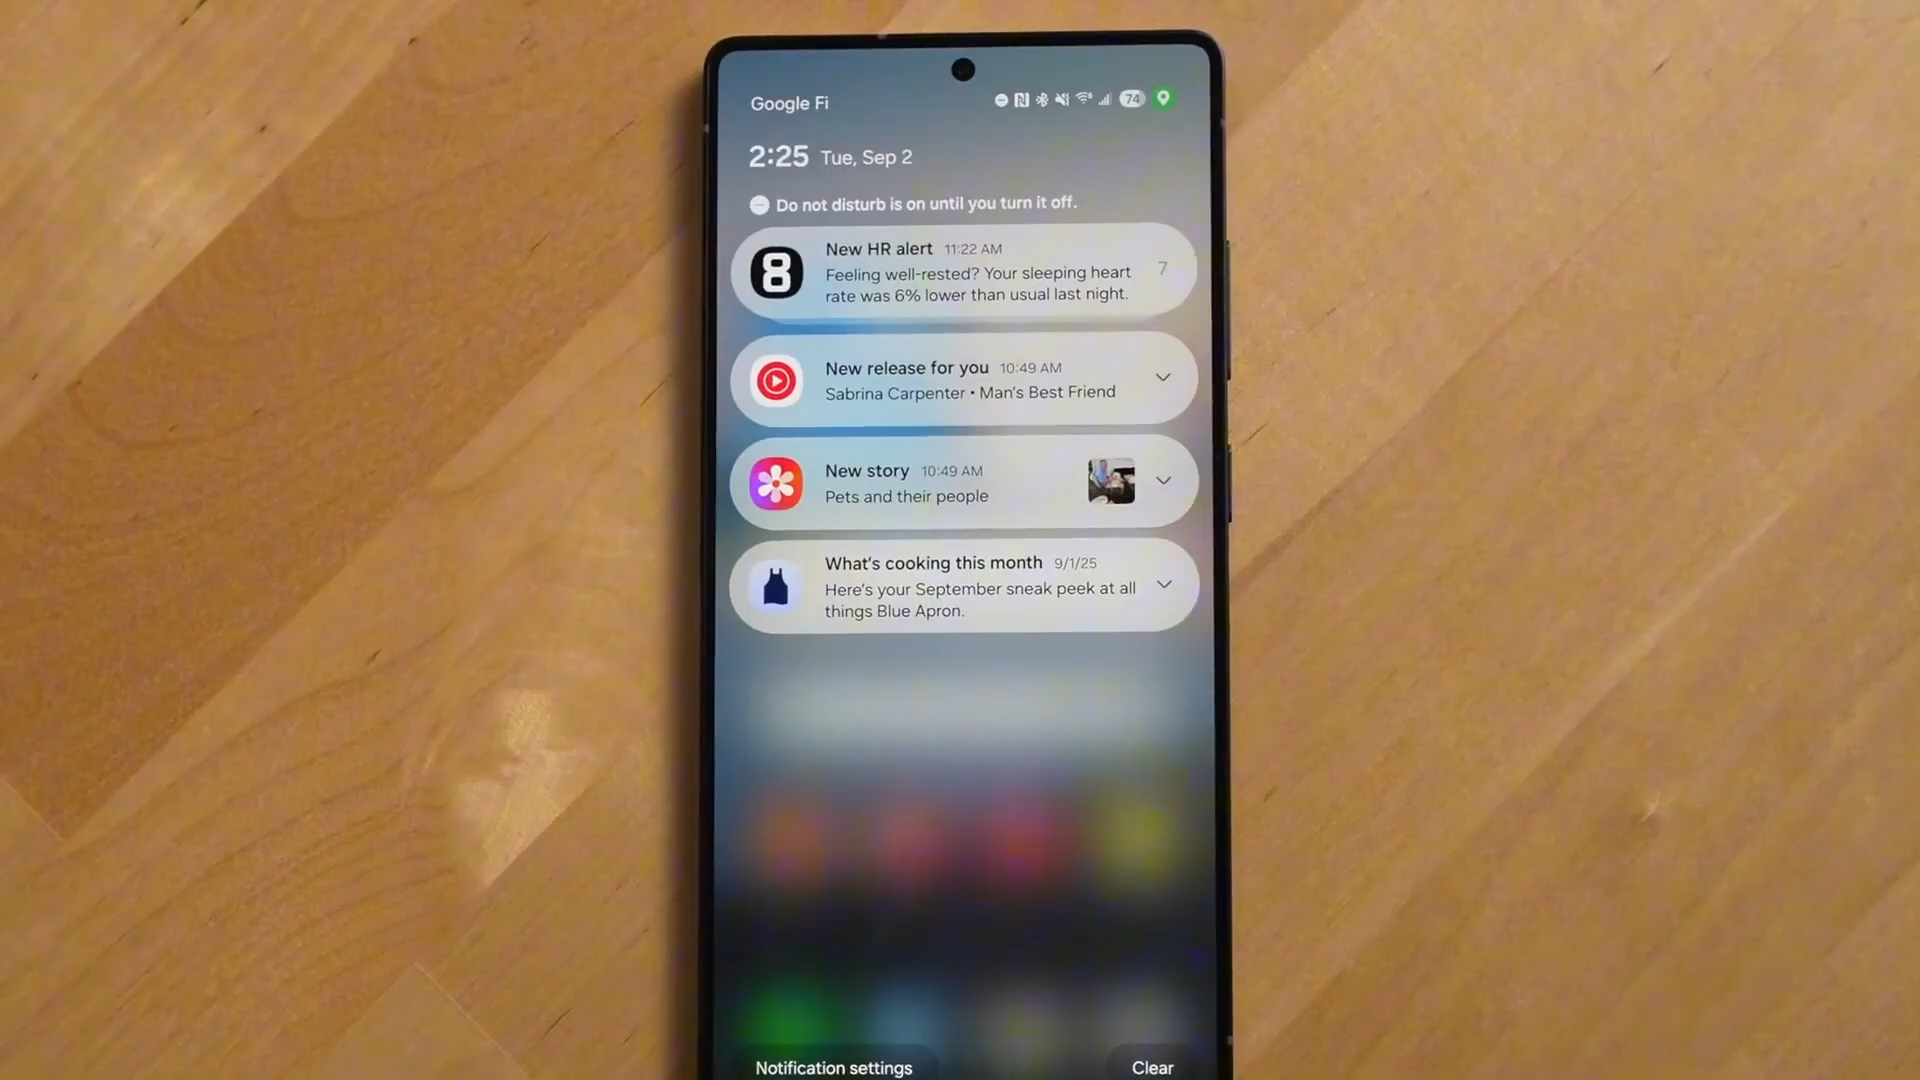 Google Fi
74
2:25 Tue, Sep 2
Do not disturb is on until you turn it off.
8
New HR alert 11:22 AM
Feeling well-rested? Your sleeping heart
rate was 6% lower than usual last night.
7
New release for you 10:49 AM
Sabrina Carpenter • Man's Best Friend
New story 10:49 AM
Pets and their people
What's cooking this month 9/1/25
Here's your September sneak peek at all
things Blue Apron.
Notification settings
Clear